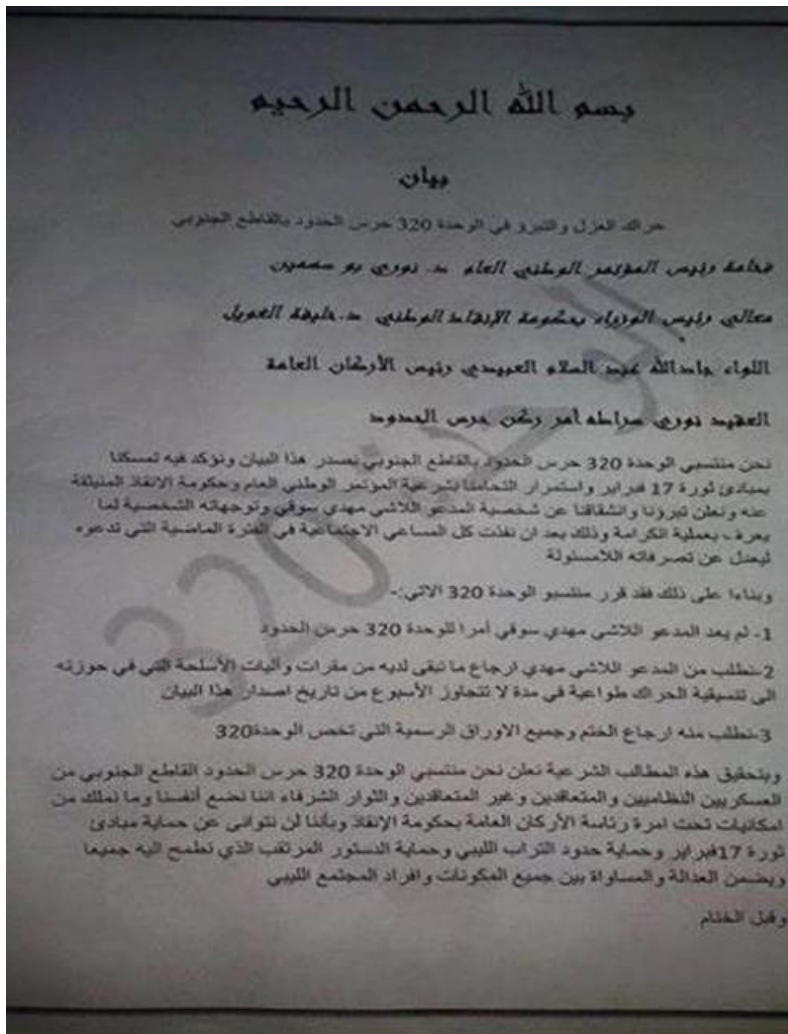 بسم الله الرحمن الرحيم
بيان
حراك العزل والتبرو في الوحدة 320 حرس الحدود بالقاطع الجنوبي
فخامة رئيس المؤتمر الوطني العام د. نوري بو سهمين
معالي رئيس الوزراء بحكومة الإنقاذ الوطني د.خليفة الغويل
اللواء جادالله عبد السلام العبيدي رئيس الأركان العامة
العقيد نوري شراطه أمر ركن حرس الحدود
نحن منتسبي الوحدة 320 حرس الحدود بالقاطع الجنوبي نصدر هذا البيان ونؤكد فيه تمسكنا
بمبادئ ثورة 17 فبراير واستمرار التحامنا بشرعية المؤتمر الوطني العام وحكومة الانقاذ المنبثقة
عنه ونعلن تبرؤنا وانشقاقنا عن شخصية المدعو اللاشي مهدي سوقي وتوجهاته الشخصية لما
يعرف بعملية الكرامة وذلك بعد ان نفذت كل المساعي الاجتماعية في الفترة الماضية التي تدعوه
ليعدل عن تصرفاته اللامسئولة
وبناءا على ذلك فقد قرر منتسبو الوحدة 320 الاتي:-
1- لم يعد المدعو اللاشي مهدي سوقي أمرا للوحدة 320 حرس الحدود
2-نطلب من المدعو اللاشي مهدي ارجاع ما تبقى لديه من مقرات وآليات الأسلحة التي في حوزته
الى تنسيقية الحراك طواعية في مدة لا تتجاوز الأسبوع من تاريخ اصدار هذا البيان
3-نطلب منه ارجاع الختم وجميع الاوراق الرسمية التي تخص الوحدة320
وبتحقيق هذه المطالب الشرعية نعلن نحن منتسبي الوحدة 320 حرس الحدود القاطع الجنوبي من
العسكريين النظاميين والمتعاقدين وغير المتعاقدين والثوار الشرفاء اننا نضع أنفسنا وما نملك من
امكانيات تحت امرة رئاسة الأركان العامة بحكومة الإنقاذ وبأننا لن نتوانى عن حماية مبادئ
ثورة 17فبراير وحماية حدود التراب الليبي وحماية الدستور المرتقب الذي نطمح اليه جميعا
ويضمن العدالة والمساواة بين جميع المكونات وافراد المجتمع الليبي
وقبل الختام